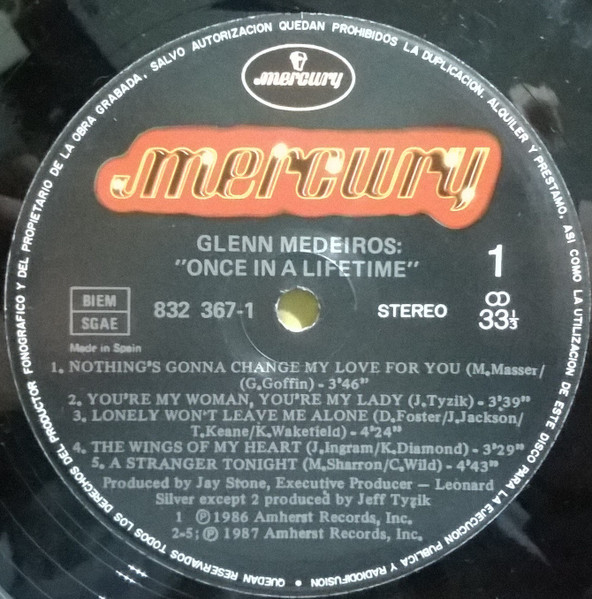 QUEDAN RESERVADOS TODOS LOS DERECHOS DEL PRODUCTOR FONOGRAFICO Y DEL PROPIETARIO DE LA OBRA GRABADA, SALVO AUTORIZACION QUEDAN PROHIBIDOS LA DUPLICACION, ALQUILER Y PRESTAMO, ASI COMO LA UTILIZACION DE ESTE DISCO PARA LA EJECUCION PUBLICA Y RADIODIFUSION
mercury
mercury
GLENN MEDEIROS:
"ONCE IN A LIFETIME"
1
BIEM
SGAE
832 367-1
STEREO
33⅓
Made in Spain
1. NOTHING'S GONNA CHANGE MY LOVE FOR YOU (M.Masser/
(G.Goffin) - 3'46"
2. YOU'RE MY WOMAN, YOU'RE MY LADY (J.Tyzik) - 3'39"
3. LONELY WON'T LEAVE ME ALONE (D.Foster/J.Jackson/
T.Keane/K.Wakefield) - 4'24"
4. THE WINGS OF MY HEART (J.Ingram/K.Diamond) - 3'29"
5. A STRANGER TONIGHT (M.Sharron/C.Wild) - 4'43"
Produced by Jay Stone, Executive Producer — Leonard
Silver except 2 produced by Jeff Tyzik
1 ℗ 1986 Amherst Records, Inc.
2-5: ℗ 1987 Amherst Records, Inc.